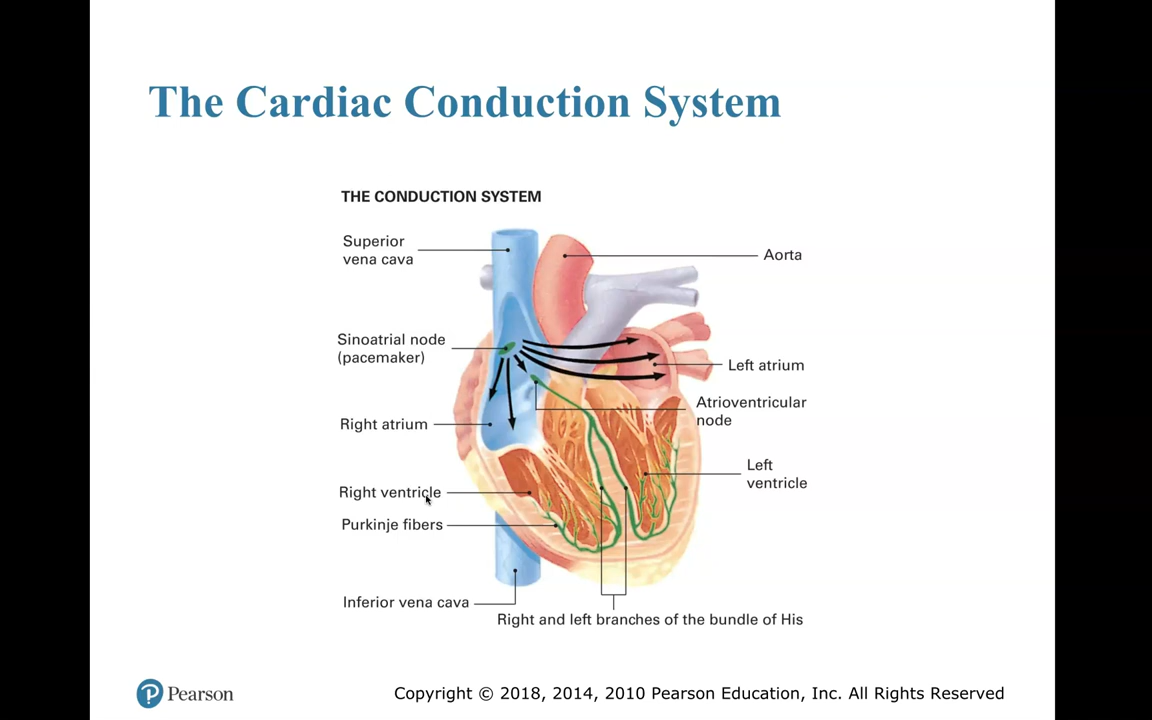 The Cardiac Conduction System
THE CONDUCTION SYSTEM
Superior
vena cava
Aorta
Sinoatrial node
(pacemaker)
Left atrium
Atrioventricular
node
Right atrium
Left
ventricle
Right ventricle
Purkinje fibers
Inferior vena cava
Right and left branches of the bundle of His
P Pearson
Copyright © 2018, 2014, 2010 Pearson Education, Inc. All Rights Reserved